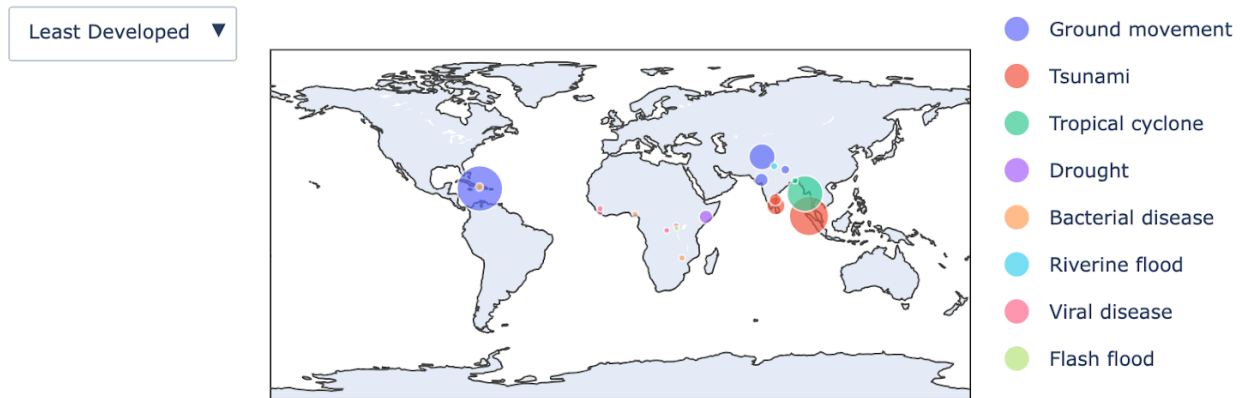 Least Developed ▼
Ground movement
Tsunami
Tropical cyclone
Drought
Bacterial disease
Riverine flood
Viral disease
Flash flood